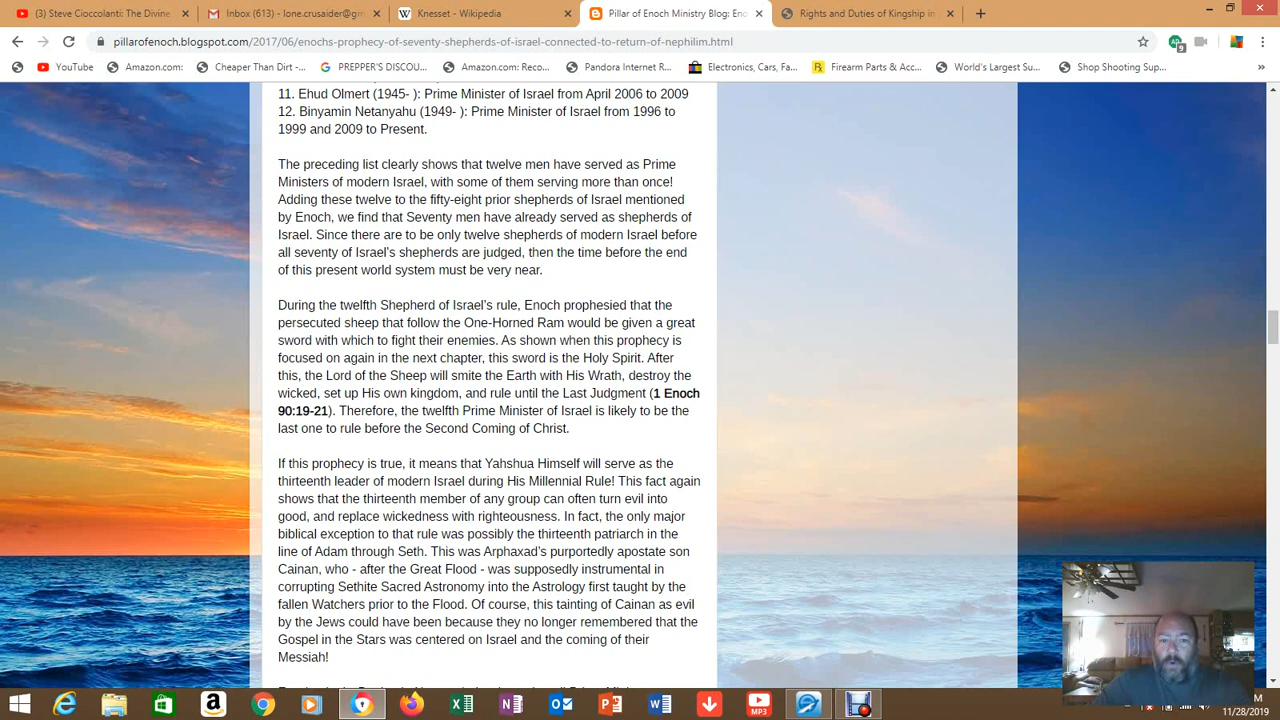 (3) Steve Cioccolanti: The Divine
Inbox (613) - lone.crusaider@gm
Knesset - Wikipedia
Pillar of Enoch Ministry Blog: Eno
Rights and Duties of Kingship in
pillarofenoch.blogspot.com/2017/06/enochs-prophecy-of-seventy-shepherds-of-israel-connected-to-return-of-nephilim.html
YouTube
Amazon.com:
Cheaper Than Dirt -...
PREPPER'S DISCOU...
Amazon.com: Reco...
Pandora Internet R...
Electronics, Cars, Fa...
Firearm Parts & Acc...
World's Largest Su...
Shop Shooting Sup...
11. Ehud Olmert (1945- ): Prime Minister of Israel from April 2006 to 2009
12. Binyamin Netanyahu (1949- ): Prime Minister of Israel from 1996 to
1999 and 2009 to Present.
The preceding list clearly shows that twelve men have served as Prime
Ministers of modern Israel, with some of them serving more than once!
Adding these twelve to the fifty-eight prior shepherds of Israel mentioned
by Enoch, we find that Seventy men have already served as shepherds of
Israel. Since there are to be only twelve shepherds of modern Israel before
all seventy of Israel's shepherds are judged, then the time before the end
of this present world system must be very near.
During the twelfth Shepherd of Israel's rule, Enoch prophesied that the
persecuted sheep that follow the One-Horned Ram would be given a great
sword with which to fight their enemies. As shown when this prophecy is
focused on again in the next chapter, this sword is the Holy Spirit. After
this, the Lord of the Sheep will smite the Earth with His Wrath, destroy the
wicked, set up His own kingdom, and rule until the Last Judgment (1 Enoch
90:19-21). Therefore, the twelfth Prime Minister of Israel is likely to be the
last one to rule before the Second Coming of Christ.
If this prophecy is true, it means that Yahshua Himself will serve as the
thirteenth leader of modern Israel during His Millennial Rule! This fact again
shows that the thirteenth member of any group can often turn evil into
good, and replace wickedness with righteousness. In fact, the only major
biblical exception to that rule was possibly the thirteenth patriarch in the
line of Adam through Seth. This was Arphaxad's purportedly apostate son
Cainan, who - after the Great Flood - was supposedly instrumental in
corrupting Sethite Sacred Astronomy into the Astrology first taught by the
fallen Watchers prior to the Flood. Of course, this tainting of Cainan as evil
by the Jews could have been because they no longer remembered that the
Gospel in the Stars was centered on Israel and the coming of their
Messiah!
MP3
11/28/2019